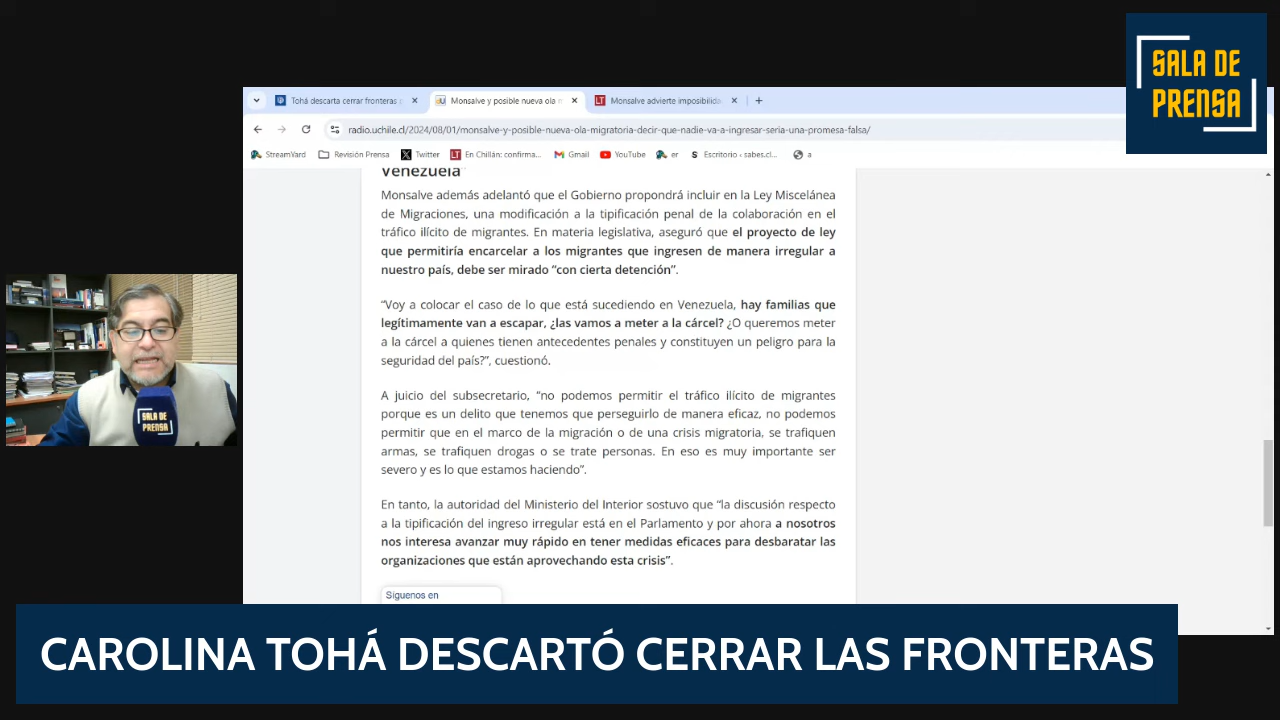 SALA DE
PRENSA
Tohá descarta cerrar fronteras
Monsalve y posible nueva ola
Monsalve advierte imposibilida
radio.uchile.cl/2024/08/01/monsalve-y-posible-nueva-ola-migratoria-decir-que-nadie-va-a-ingresar-seria-una-promesa-falsa/
StreamYard Revisión Prensa Twitter En Chillán: confirma... Gmail YouTube er Escritorio ‹ sabes.cl... a
Venezuela”
Monsalve además adelantó que el Gobierno propondrá incluir en la Ley Miscelánea
de Migraciones, una modificación a la tipificación penal de la colaboración en el
tráfico ilícito de migrantes. En materia legislativa, aseguró que el proyecto de ley
que permitiría encarcelar a los migrantes que ingresen de manera irregular a
nuestro país, debe ser mirado “con cierta detención”.
“Voy a colocar el caso de lo que está sucediendo en Venezuela, hay familias que
legítimamente van a escapar, ¿las vamos a meter a la cárcel? ¿O queremos meter
a la cárcel a quienes tienen antecedentes penales y constituyen un peligro para la
seguridad del país?”, cuestionó.
A juicio del subsecretario, “no podemos permitir el tráfico ilícito de migrantes
porque es un delito que tenemos que perseguirlo de manera eficaz, no podemos
permitir que en el marco de la migración o de una crisis migratoria, se trafiquen
armas, se trafiquen drogas o se trate personas. En eso es muy importante ser
severo y es lo que estamos haciendo”.
En tanto, la autoridad del Ministerio del Interior sostuvo que “la discusión respecto
a la tipificación del ingreso irregular está en el Parlamento y por ahora a nosotros
nos interesa avanzar muy rápido en tener medidas eficaces para desbaratar las
organizaciones que están aprovechando esta crisis”.
Síguenos en
SALA DE
PRENSA
CAROLINA TOHÁ DESCARTÓ CERRAR LAS FRONTERAS